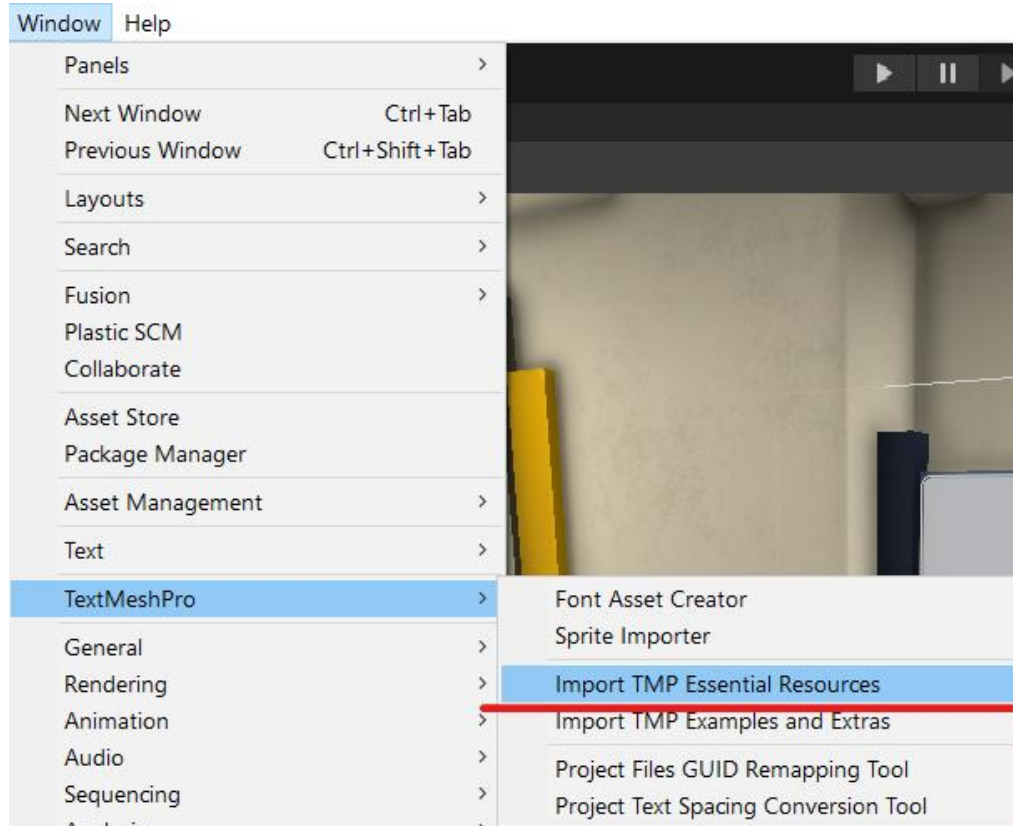 Window Help
Panels
Next Window Ctrl+Tab
Previous Window Ctrl+Shift+Tab
Layouts
Search
Fusion
Plastic SCM
Collaborate
Asset Store
Package Manager
Asset Management
Text
TextMeshPro
Font Asset Creator
Sprite Importer
Import TMP Essential Resources
Import TMP Examples and Extras
Project Files GUID Remapping Tool
Project Text Spacing Conversion Tool
General
Rendering
Animation
Audio
Sequencing